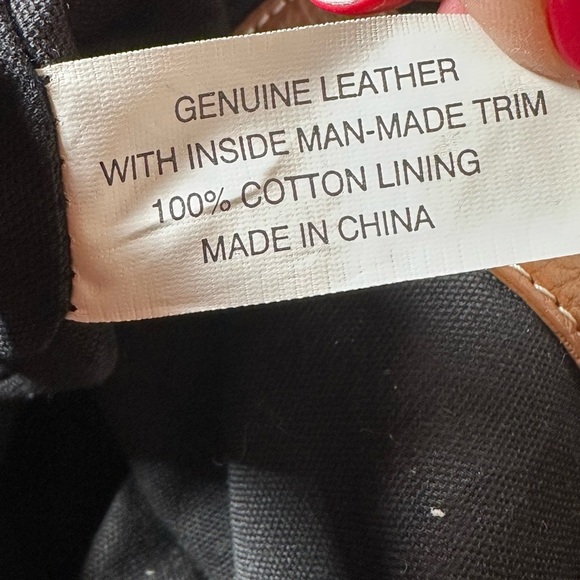 GENUINE LEATHER
WITH INSIDE MAN-MADE TRIM
100% COTTON LINING
MADE IN CHINA